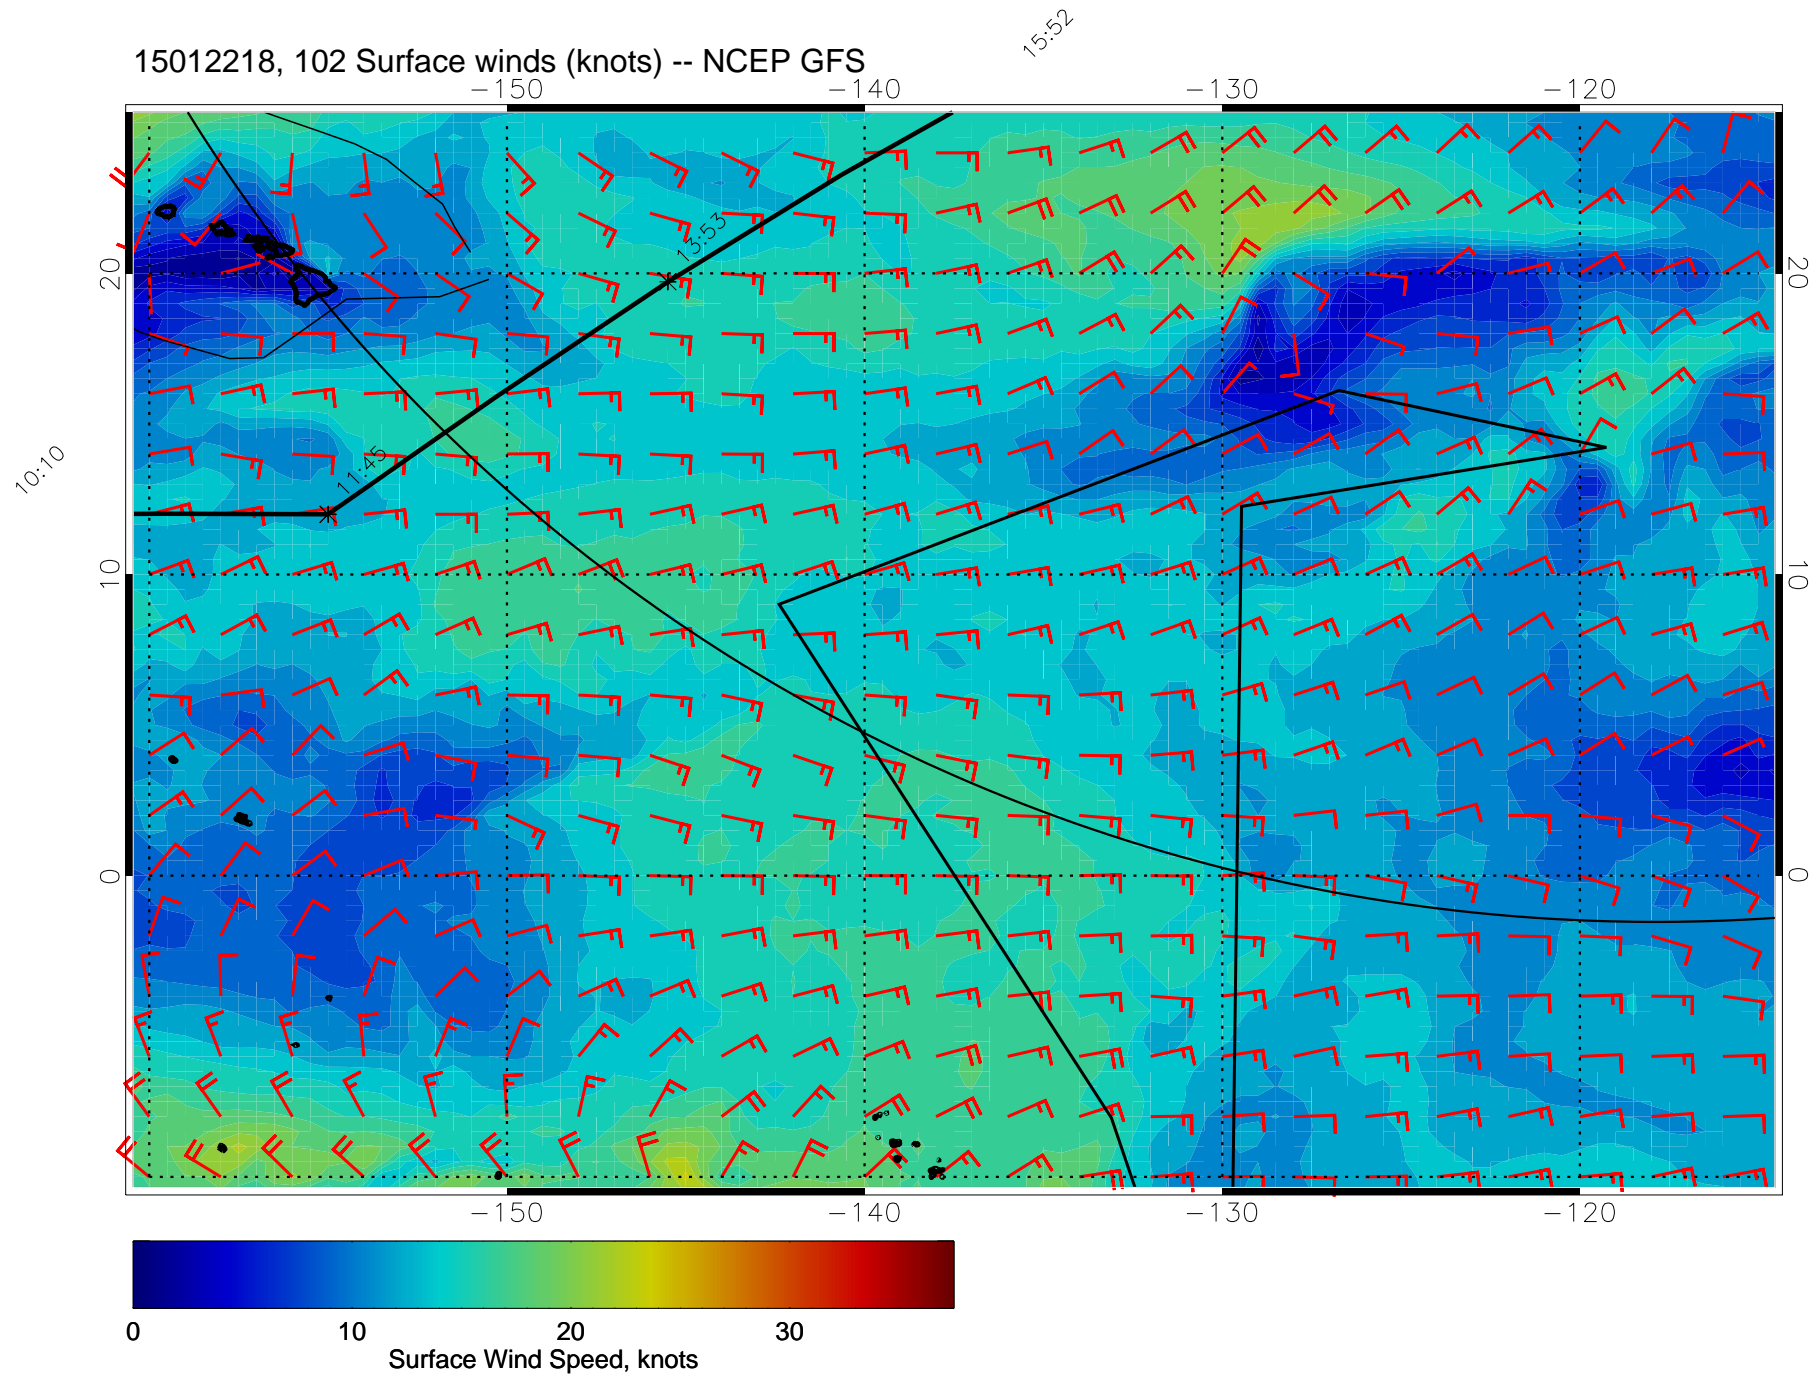 15:52
15012218, 102 Surface winds (knots) -- NCEP GFS
-150 -140 -130 -120
13:53
20 20
10:10
11:45
10 10
0 0
-150 -140 -130 -120
0 10 20 30
Surface Wind Speed, knots